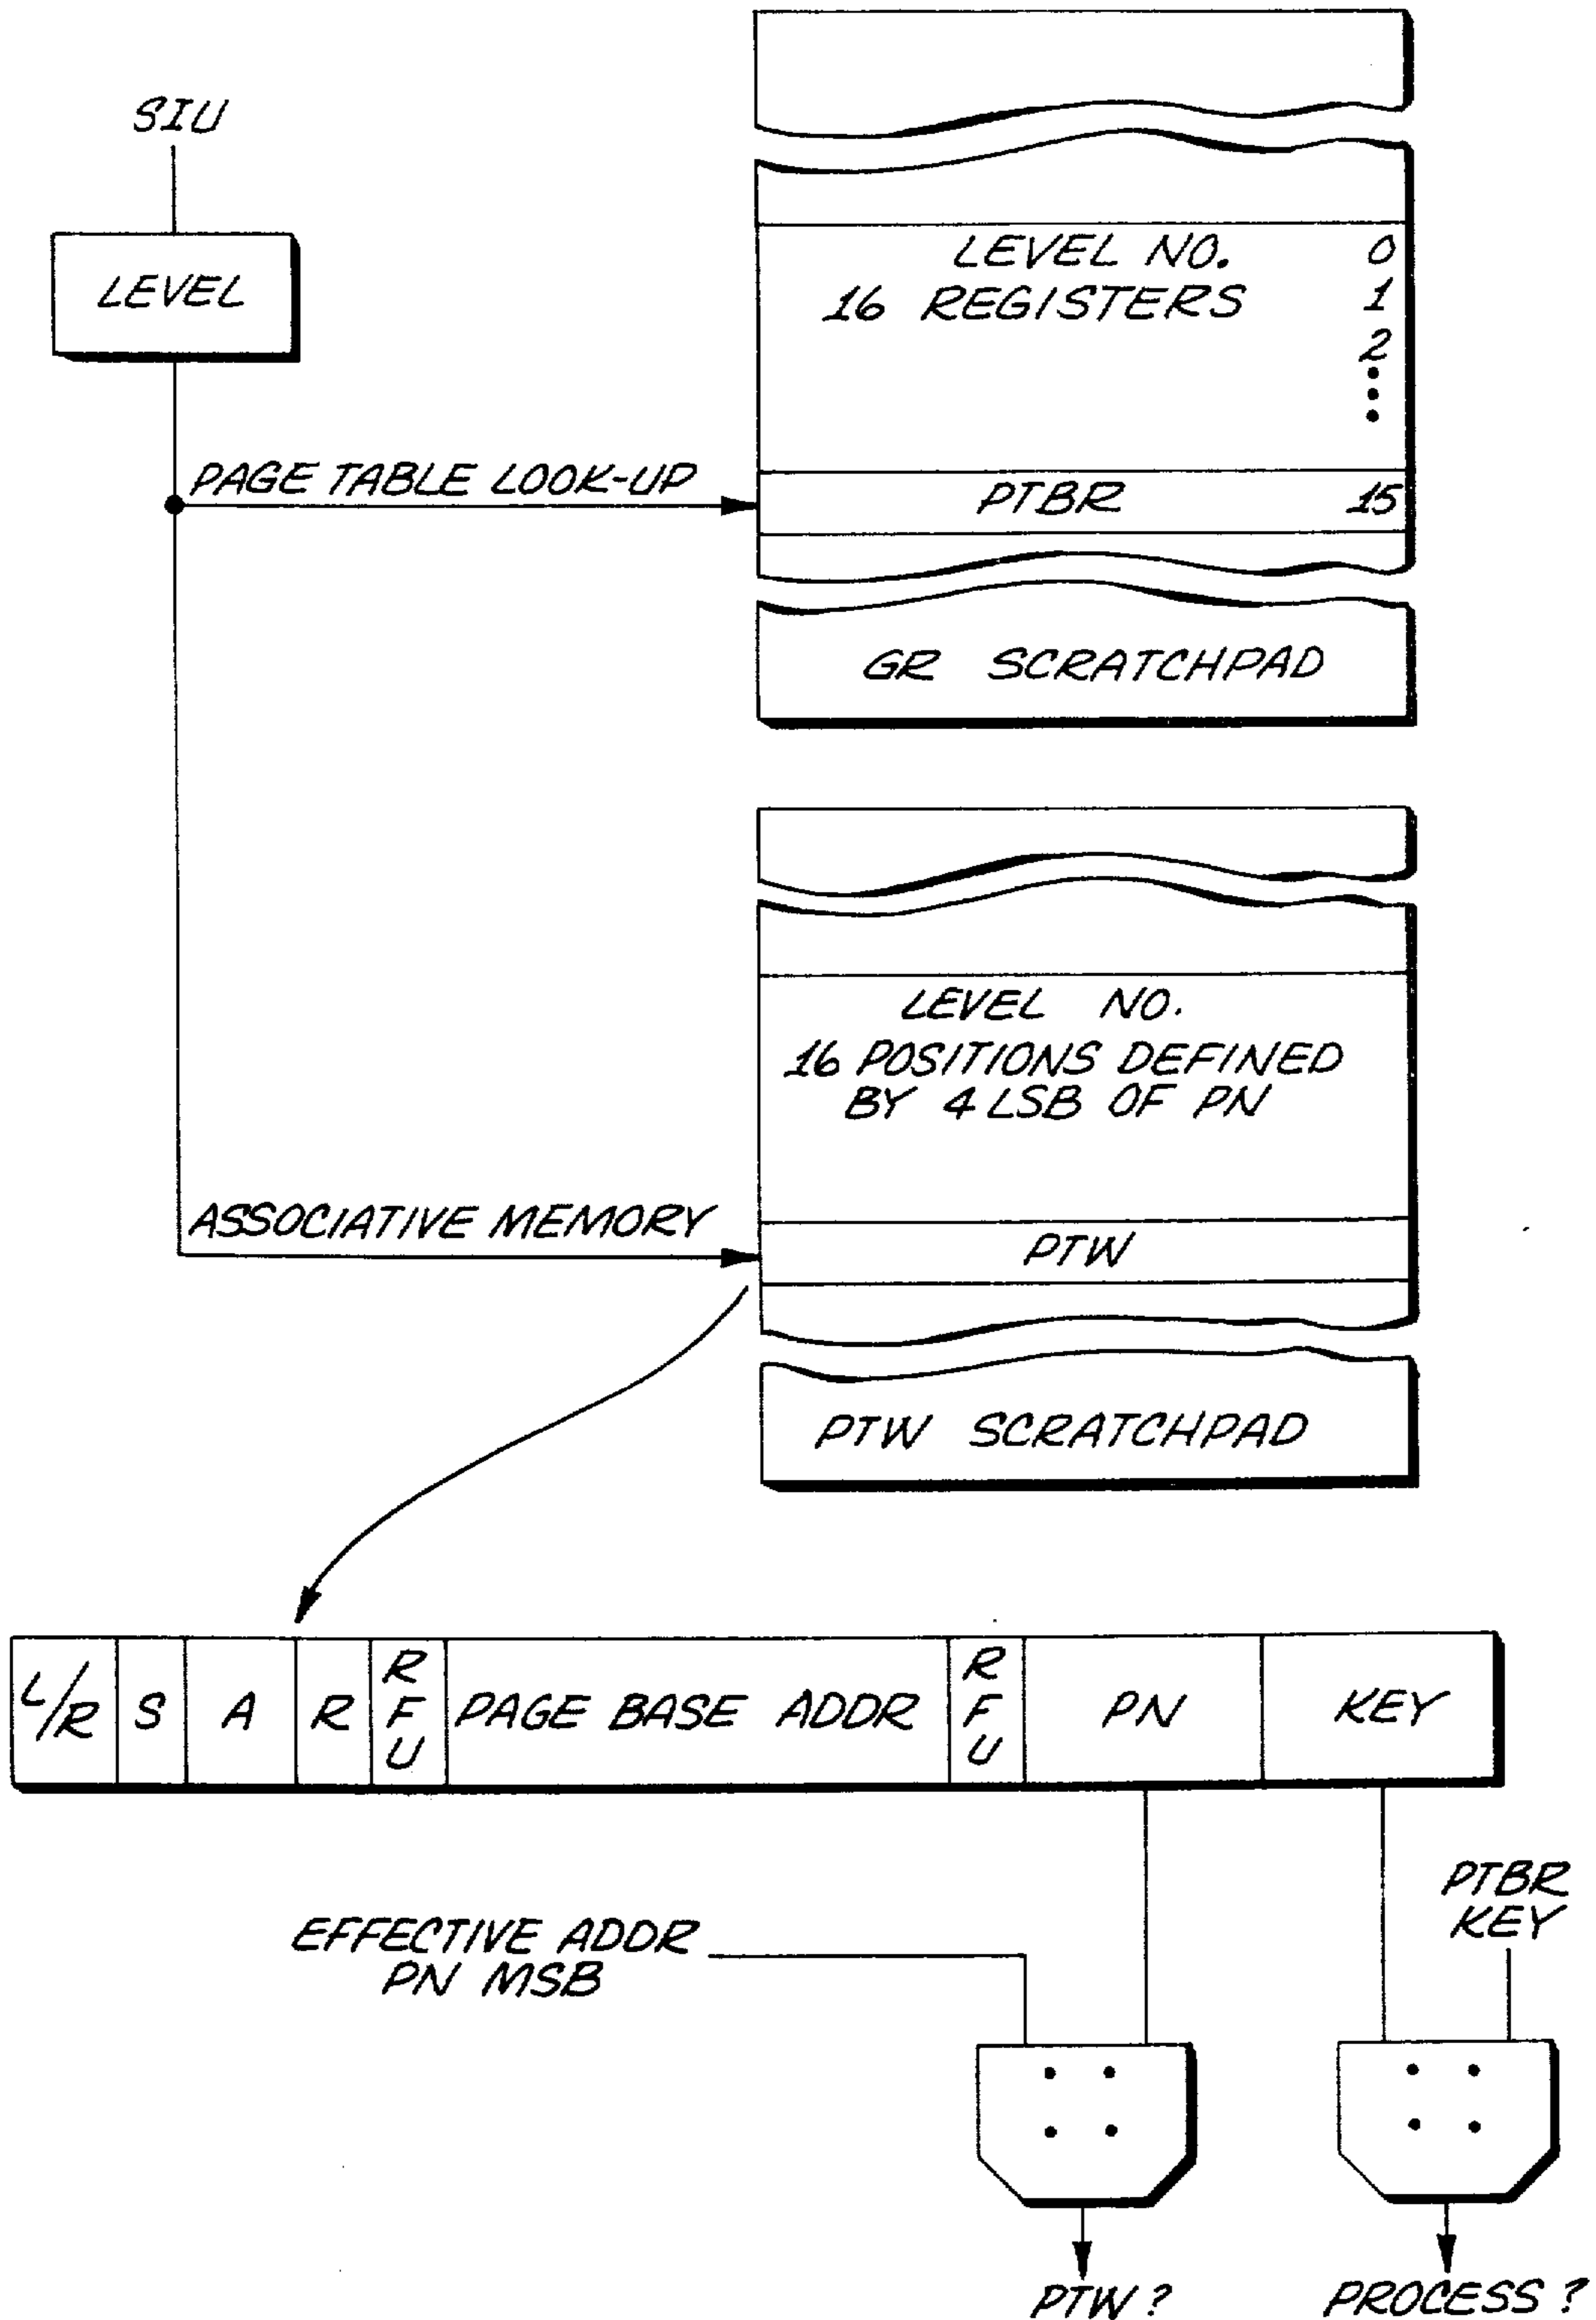 SIU
LEVEL
LEVEL NO. 0
16 REGISTERS 1
2
PAGE TABLE LOOK-UP
PTBR 15
GR SCRATCHPAD
LEVEL NO.
16 POSITIONS DEFINED
BY 4 LSB OF PN
ASSOCIATIVE MEMORY
PTW
PTW SCRATCHPAD
L/R S A R RFU PAGE BASE ADDR RFU PN KEY
EFFECTIVE ADDR
PN MSB
PTBR
KEY
PTW?
PROCESS?